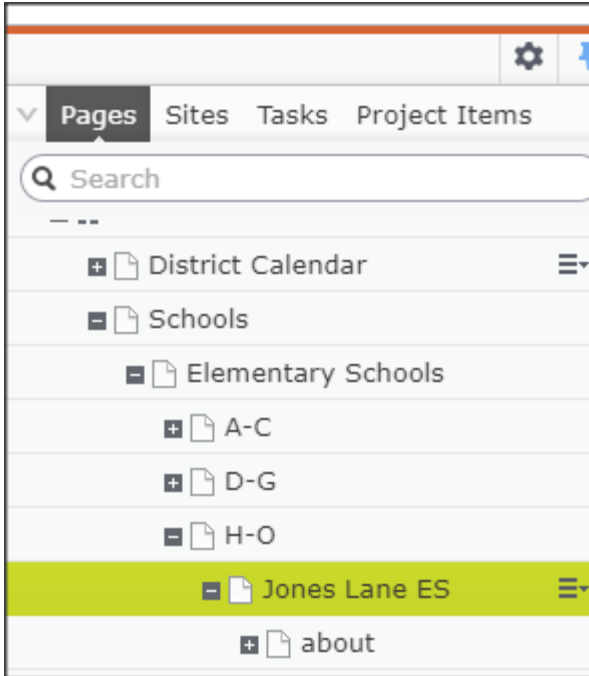 Pages Sites Tasks Project Items
Search
District Calendar
Schools
Elementary Schools
A-C
D-G
H-O
Jones Lane ES
about